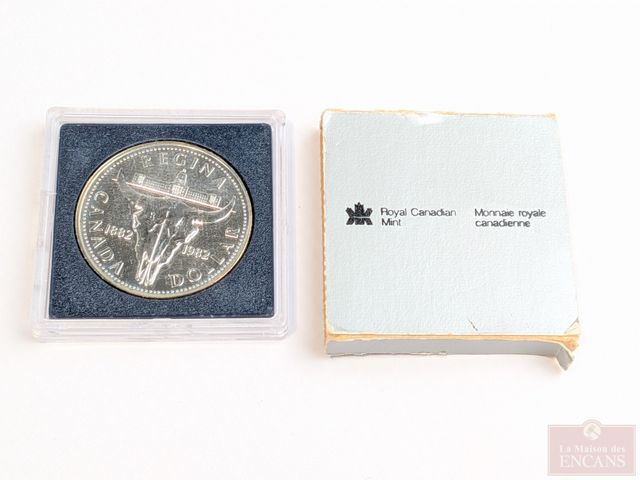 REGINA
CANADA
1882
1982
DOLLAR
Royal Canadian
Mint
Monnaie royale
canadienne
La Maison des
ENCANS